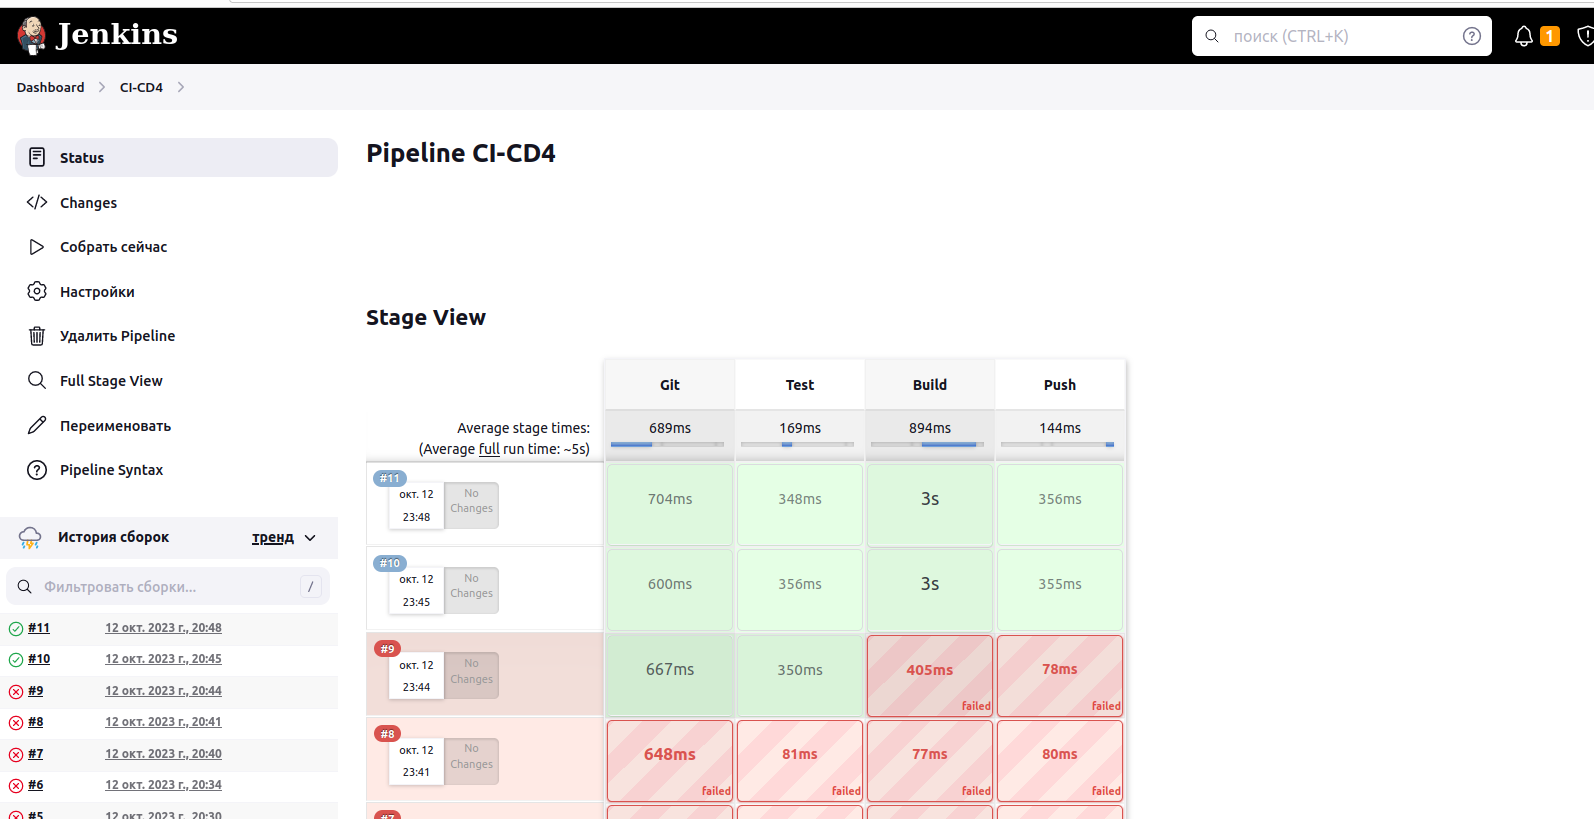 Jenkins
поиск (CTRL+K)
1
Dashboard
CI-CD4
Status
Changes
Собрать сейчас
Настройки
Удалить Pipeline
Full Stage View
Переименовать
Pipeline Syntax
История сборок
тренд
Фильтровать сборки...
/
#11 12 окт. 2023 г., 20:48
#10 12 окт. 2023 г., 20:45
#9 12 окт. 2023 г., 20:44
#8 12 окт. 2023 г., 20:41
#7 12 окт. 2023 г., 20:40
#6 12 окт. 2023 г., 20:34
#5 12 окт. 2023 г., 20:30
Pipeline CI-CD4
Stage View
Git Test Build Push
Average stage times:
(Average full run time: ~5s)
689ms 169ms 894ms 144ms
#11
окт. 12
23:48
No
Changes
704ms 348ms 3s 356ms
#10
окт. 12
23:45
No
Changes
600ms 356ms 3s 355ms
#9
окт. 12
23:44
No
Changes
667ms 350ms 405ms 78ms
failed failed
#8
окт. 12
23:41
No
Changes
648ms 81ms 77ms 80ms
failed failed failed failed
#7